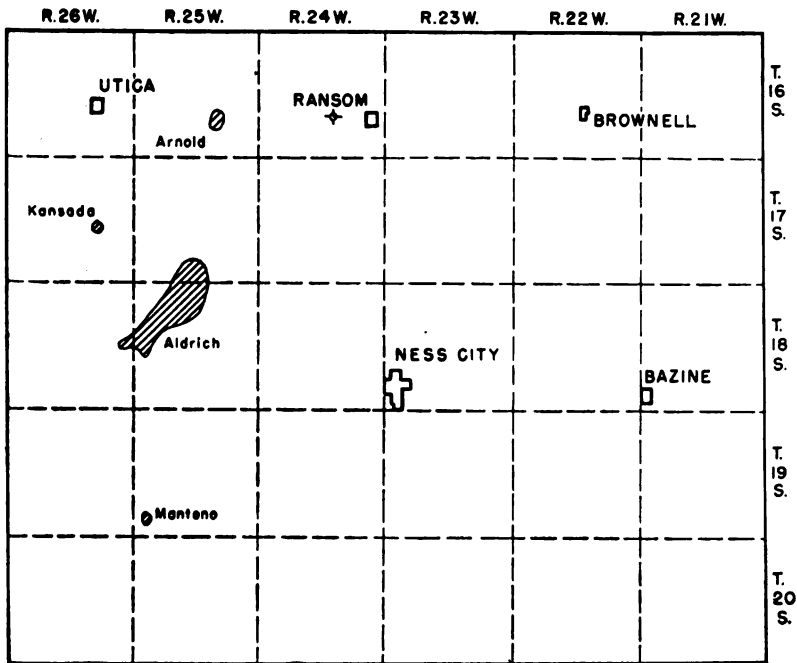 R.26W. R.25W. R.24W. R.23W. R.22W. R.21W.
T.
16
S.
UTICA
RANSOM
BROWNELL
Arnold
T.
17
S.
Kansada
T.
18
S.
Aldrich
NESS CITY
BAZINE
T.
19
S.
Manteno
T.
20
S.